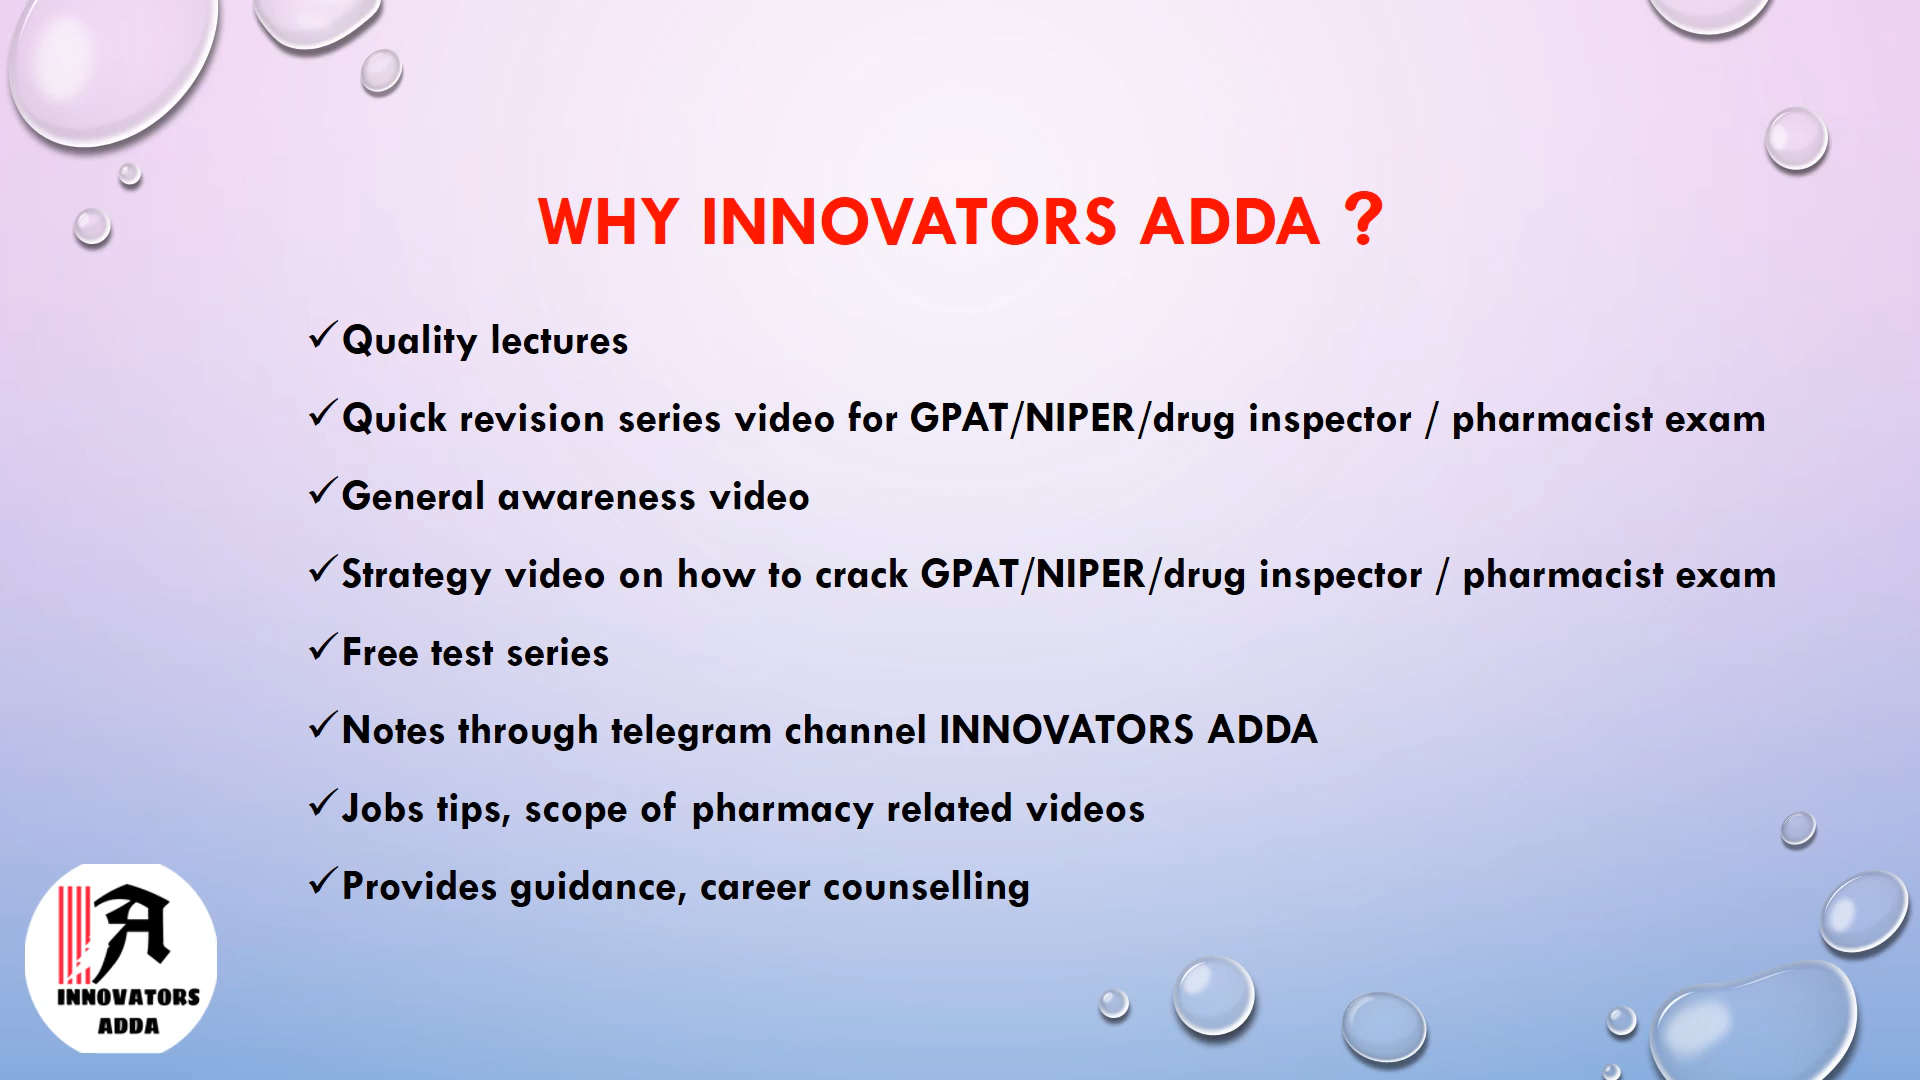 WHY INNOVATORS ADDA ?
✓Quality lectures
✓Quick revision series video for GPAT/NIPER/drug inspector / pharmacist exam
✓General awareness video
✓Strategy video on how to crack GPAT/NIPER/drug inspector / pharmacist exam
✓Free test series
✓Notes through telegram channel INNOVATORS ADDA
✓Jobs tips, scope of pharmacy related videos
✓Provides guidance, career counselling
A
INNOVATORS
ADDA